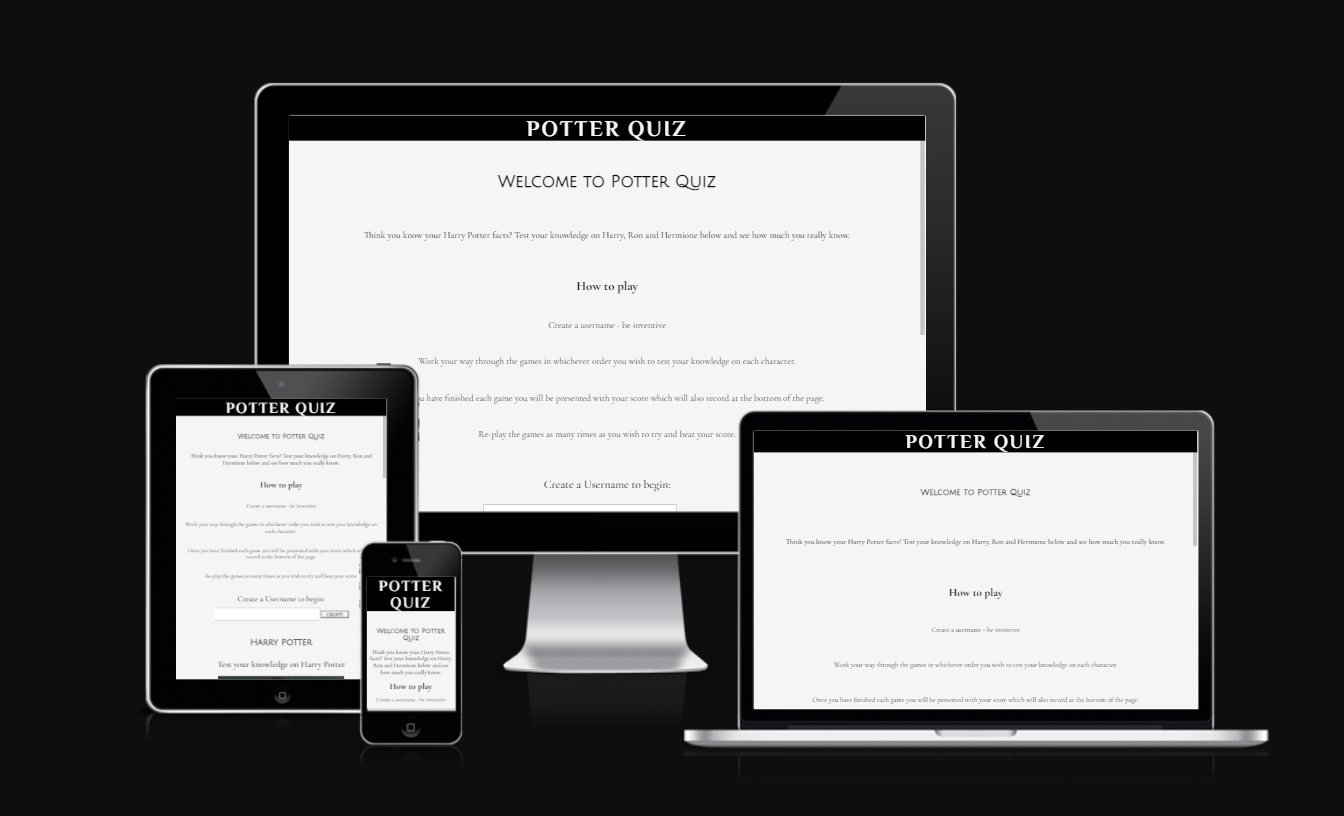 POTTER QUIZ
Welcome to Potter Quiz
Think you know your Harry Potter facts? Test your knowledge on Harry, Ron and Hermione below and see how much you really know.
How to play
Create a username - be inventive
Work your way through the games in whichever order you wish to test your knowledge on each character.
have finished each game you will be presented with your score which will also record at the bottom of the page.
Re-play the games as many times as you wish to try and beat your score.
Create a Username to begin:
POTTER QUIZ
Welcome to Potter Quiz
Think you know your Harry Potter facts? Test your knowledge on Harry, Ron and
Hermione below and see how much you really know.
How to play
Create a username - be inventive
Work your way through the games in whichever order you wish to test your knowledge on
each character.
Once you have finished each game you will be presented with your score which
record at the bottom of the page.
Re-play the games as many times as you wish to try and beat your score
Create a Username to begin:
CREATE
Harry Potter
Test your knowledge on Harry Potter
POTTER
QUIZ
Welcome to Potter
Quiz
Think you know your Harry Potter
facts? Test your knowledge on Harry,
Ron and Hermione below and see
how much you really know.
How to play
Create a username - be inventive
POTTER QUIZ
Welcome to Potter Quiz
Think you know your Harry Potter facts? Test your knowledge on Harry, Ron and Hermione below and see how much you really know.
How to play
Create a username - be inventive
Work your way through the games in whichever order you wish to test your knowledge on each character.
Once you have finished each game you will be presented with your score which will also record at the bottom of the page.